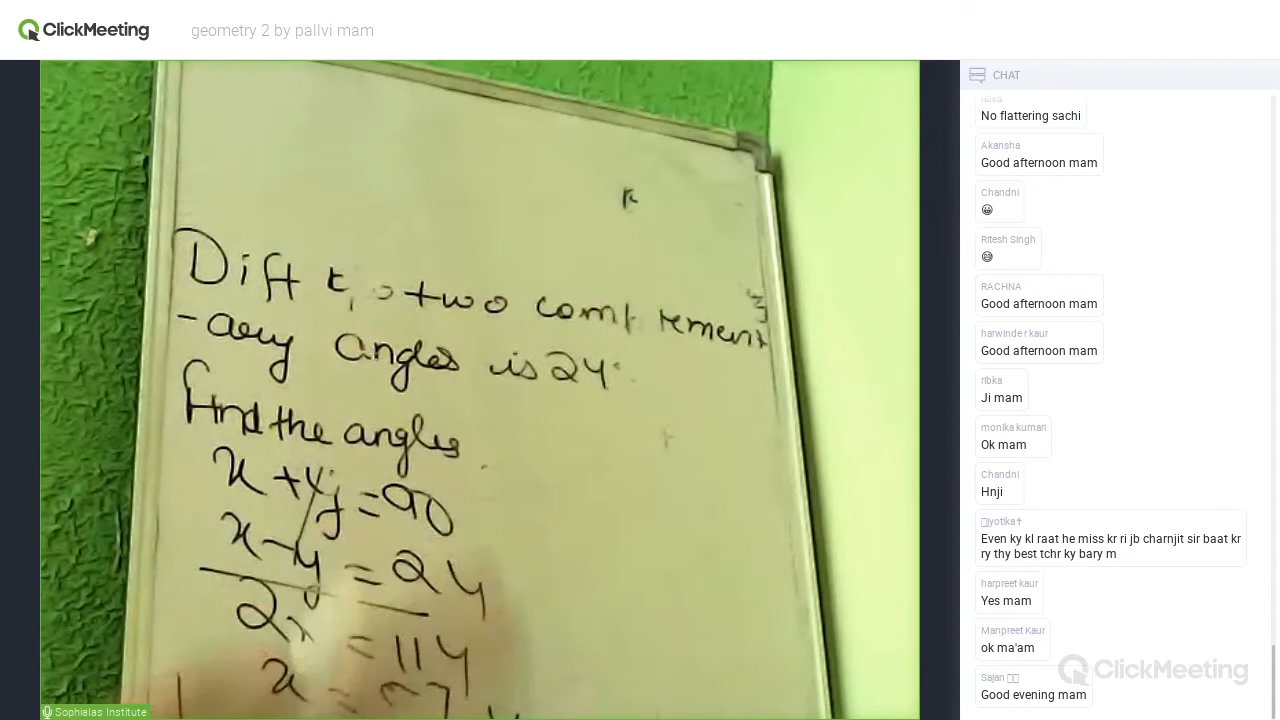 ClickMeeting
geometry 2 by pallvi mam
CHAT
No flattering sachi
Akansha
Good afternoon mam
Chandni
😀
Ritesh Singh
😅
RACHNA
Good afternoon mam
harwinde r kaur
Good afternoon mam
ribka
Ji mam
monika kumari
Ok mam
Chandni
Hnji
Jyotika✝
Even ky kl raat he miss kr ri jb charnjit sir baat kr
ry thy best tchr ky bary m
harpreet kaur
Yes mam
Manpreet Kaur
ok ma'am
Sajan
Good evening mam
ClickMeeting
Diff two
-ary angles is 24°
Find the angles
x + y = 90
x - y = 24
2x = 114
x = 57
Sophialas Institute